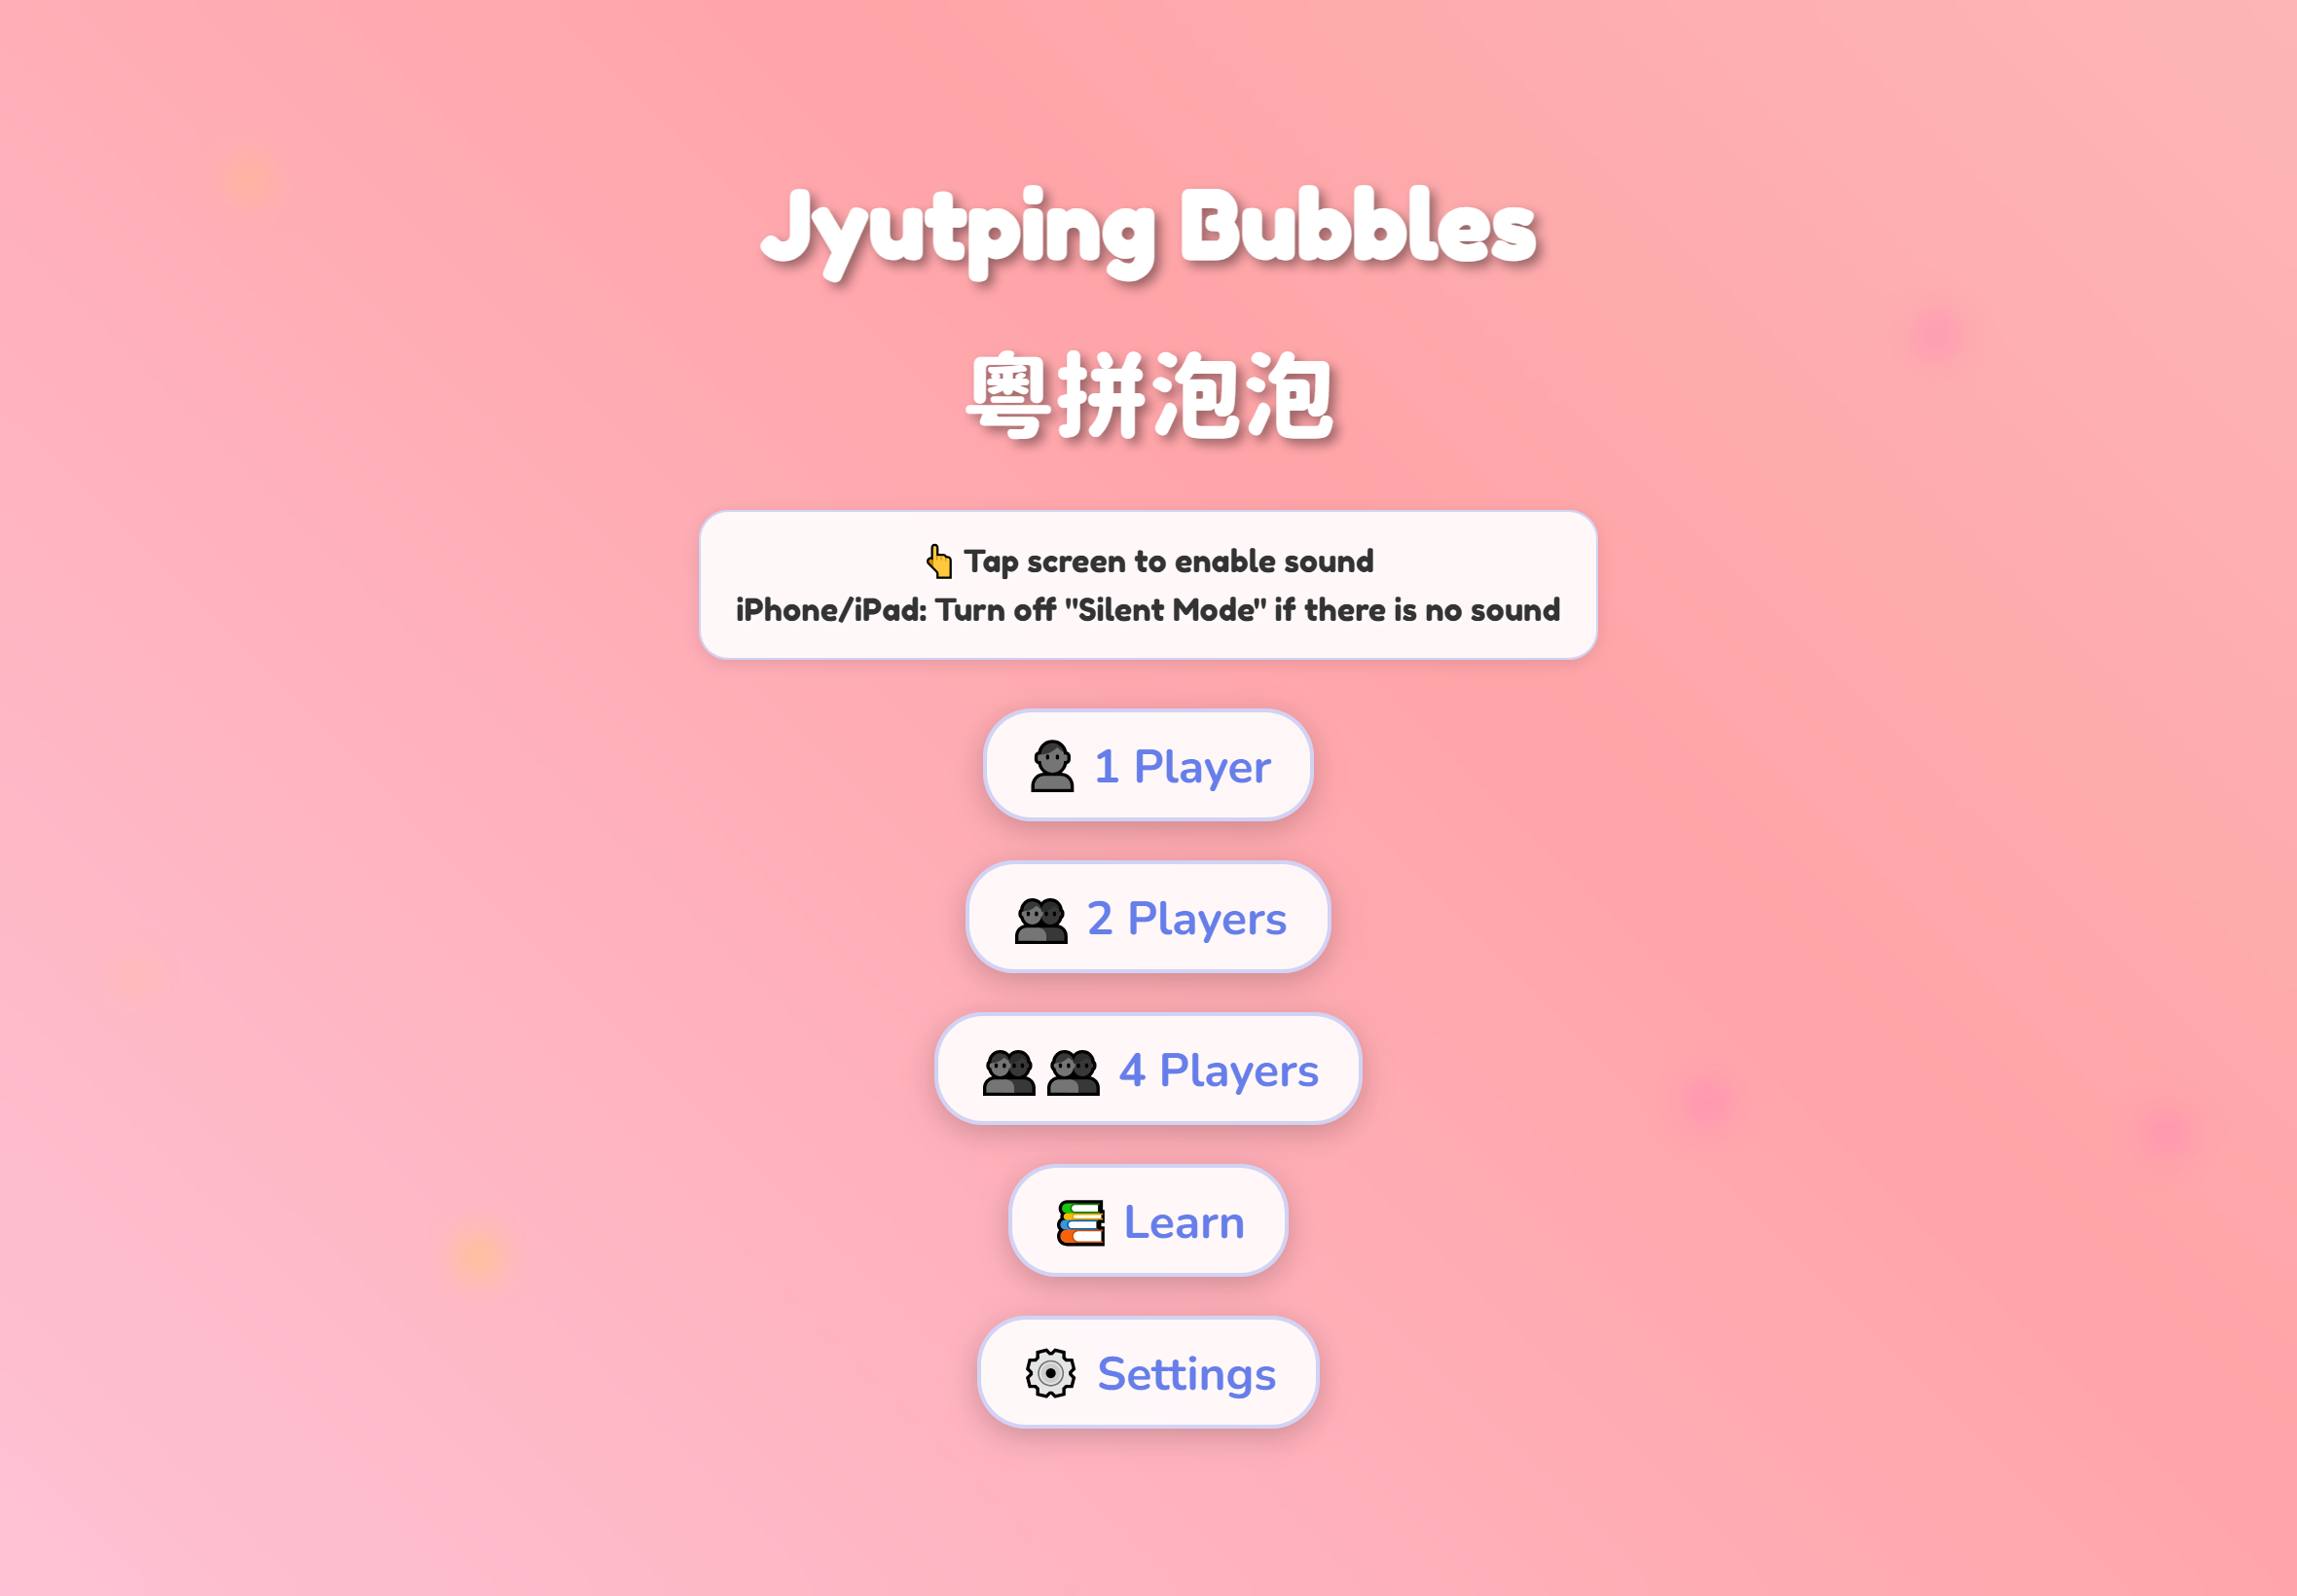 Jyutping Bubbles
粵拼泡泡
👆 Tap screen to enable sound
iPhone/iPad: Turn off "Silent Mode" if there is no sound
1 Player
2 Players
4 Players
Learn
Settings